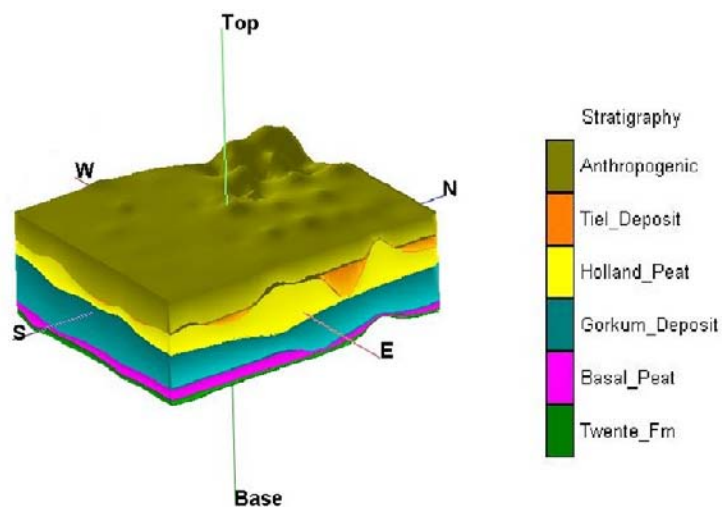 Top
W
N
S
E
Base
Stratigraphy
Anthropogenic
Tiel_Deposit
Holland_Peat
Gorkum_Deposit
Basal_Peat
Twente_Fm